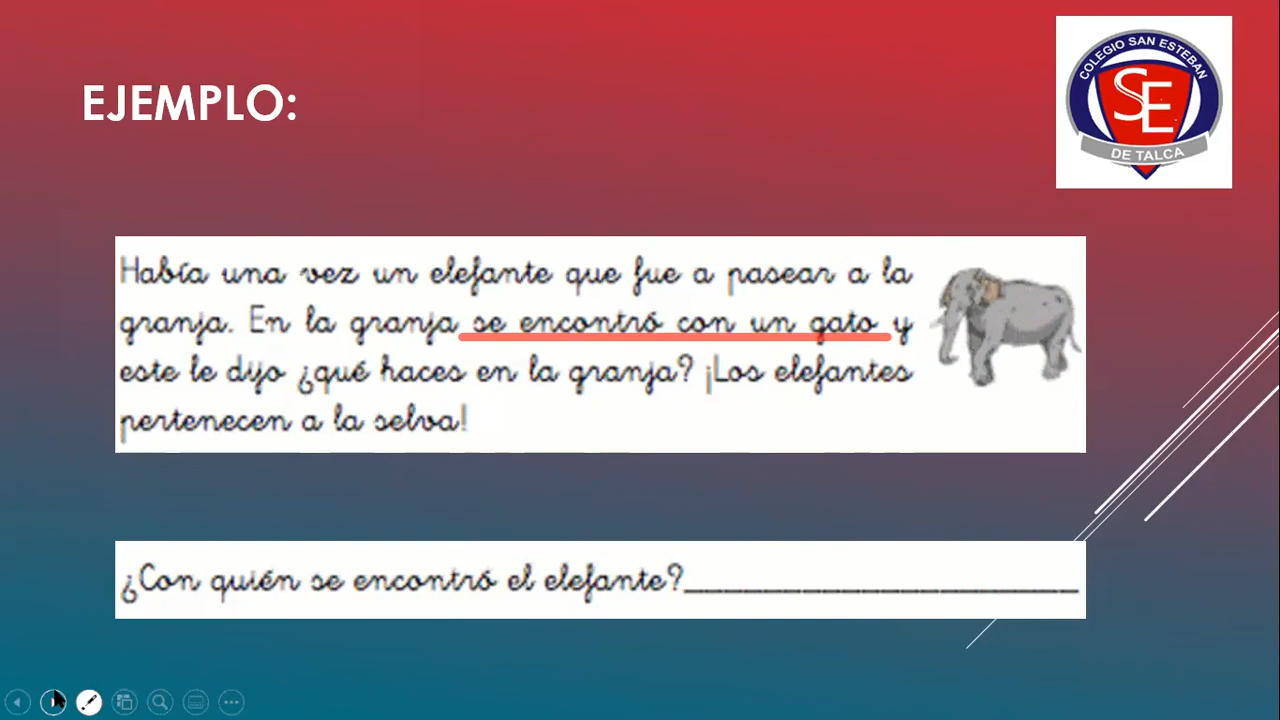 COLEGIO SAN ESTEBAN
SE
DE TALCA
EJEMPLO:
Había una vez un elefante que fue a pasear a la
granja. En la granja se encontró con un gato y
este le dijo ¿qué haces en la granja? ¡Los elefantes
pertenecen a la selva!
¿Con quién se encontró el elefante?____________________